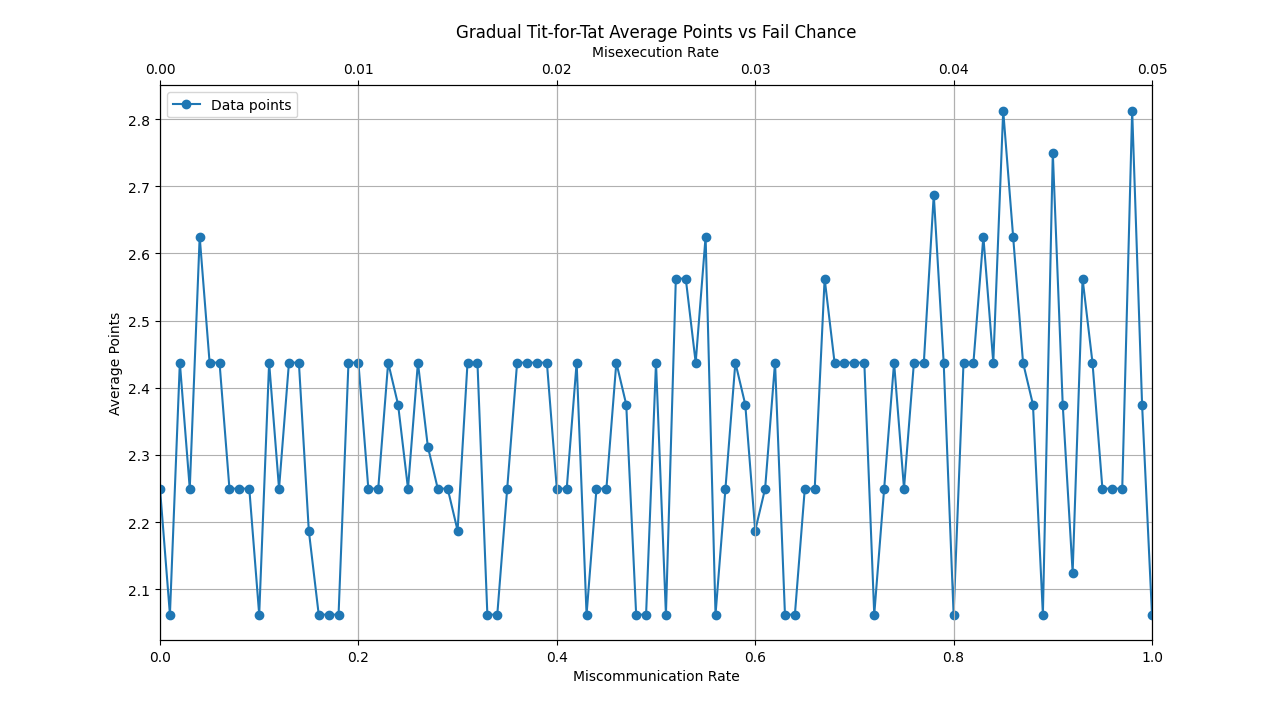 Gradual Tit-for-Tat Average Points vs Fail Chance
Misexecution Rate
0.00 0.01 0.02 0.03 0.04 0.05
Data points
2.8
2.7
2.6
2.5
2.4
2.3
2.2
2.1
Average Points
0.0 0.2 0.4 0.6 0.8 1.0
Miscommunication Rate